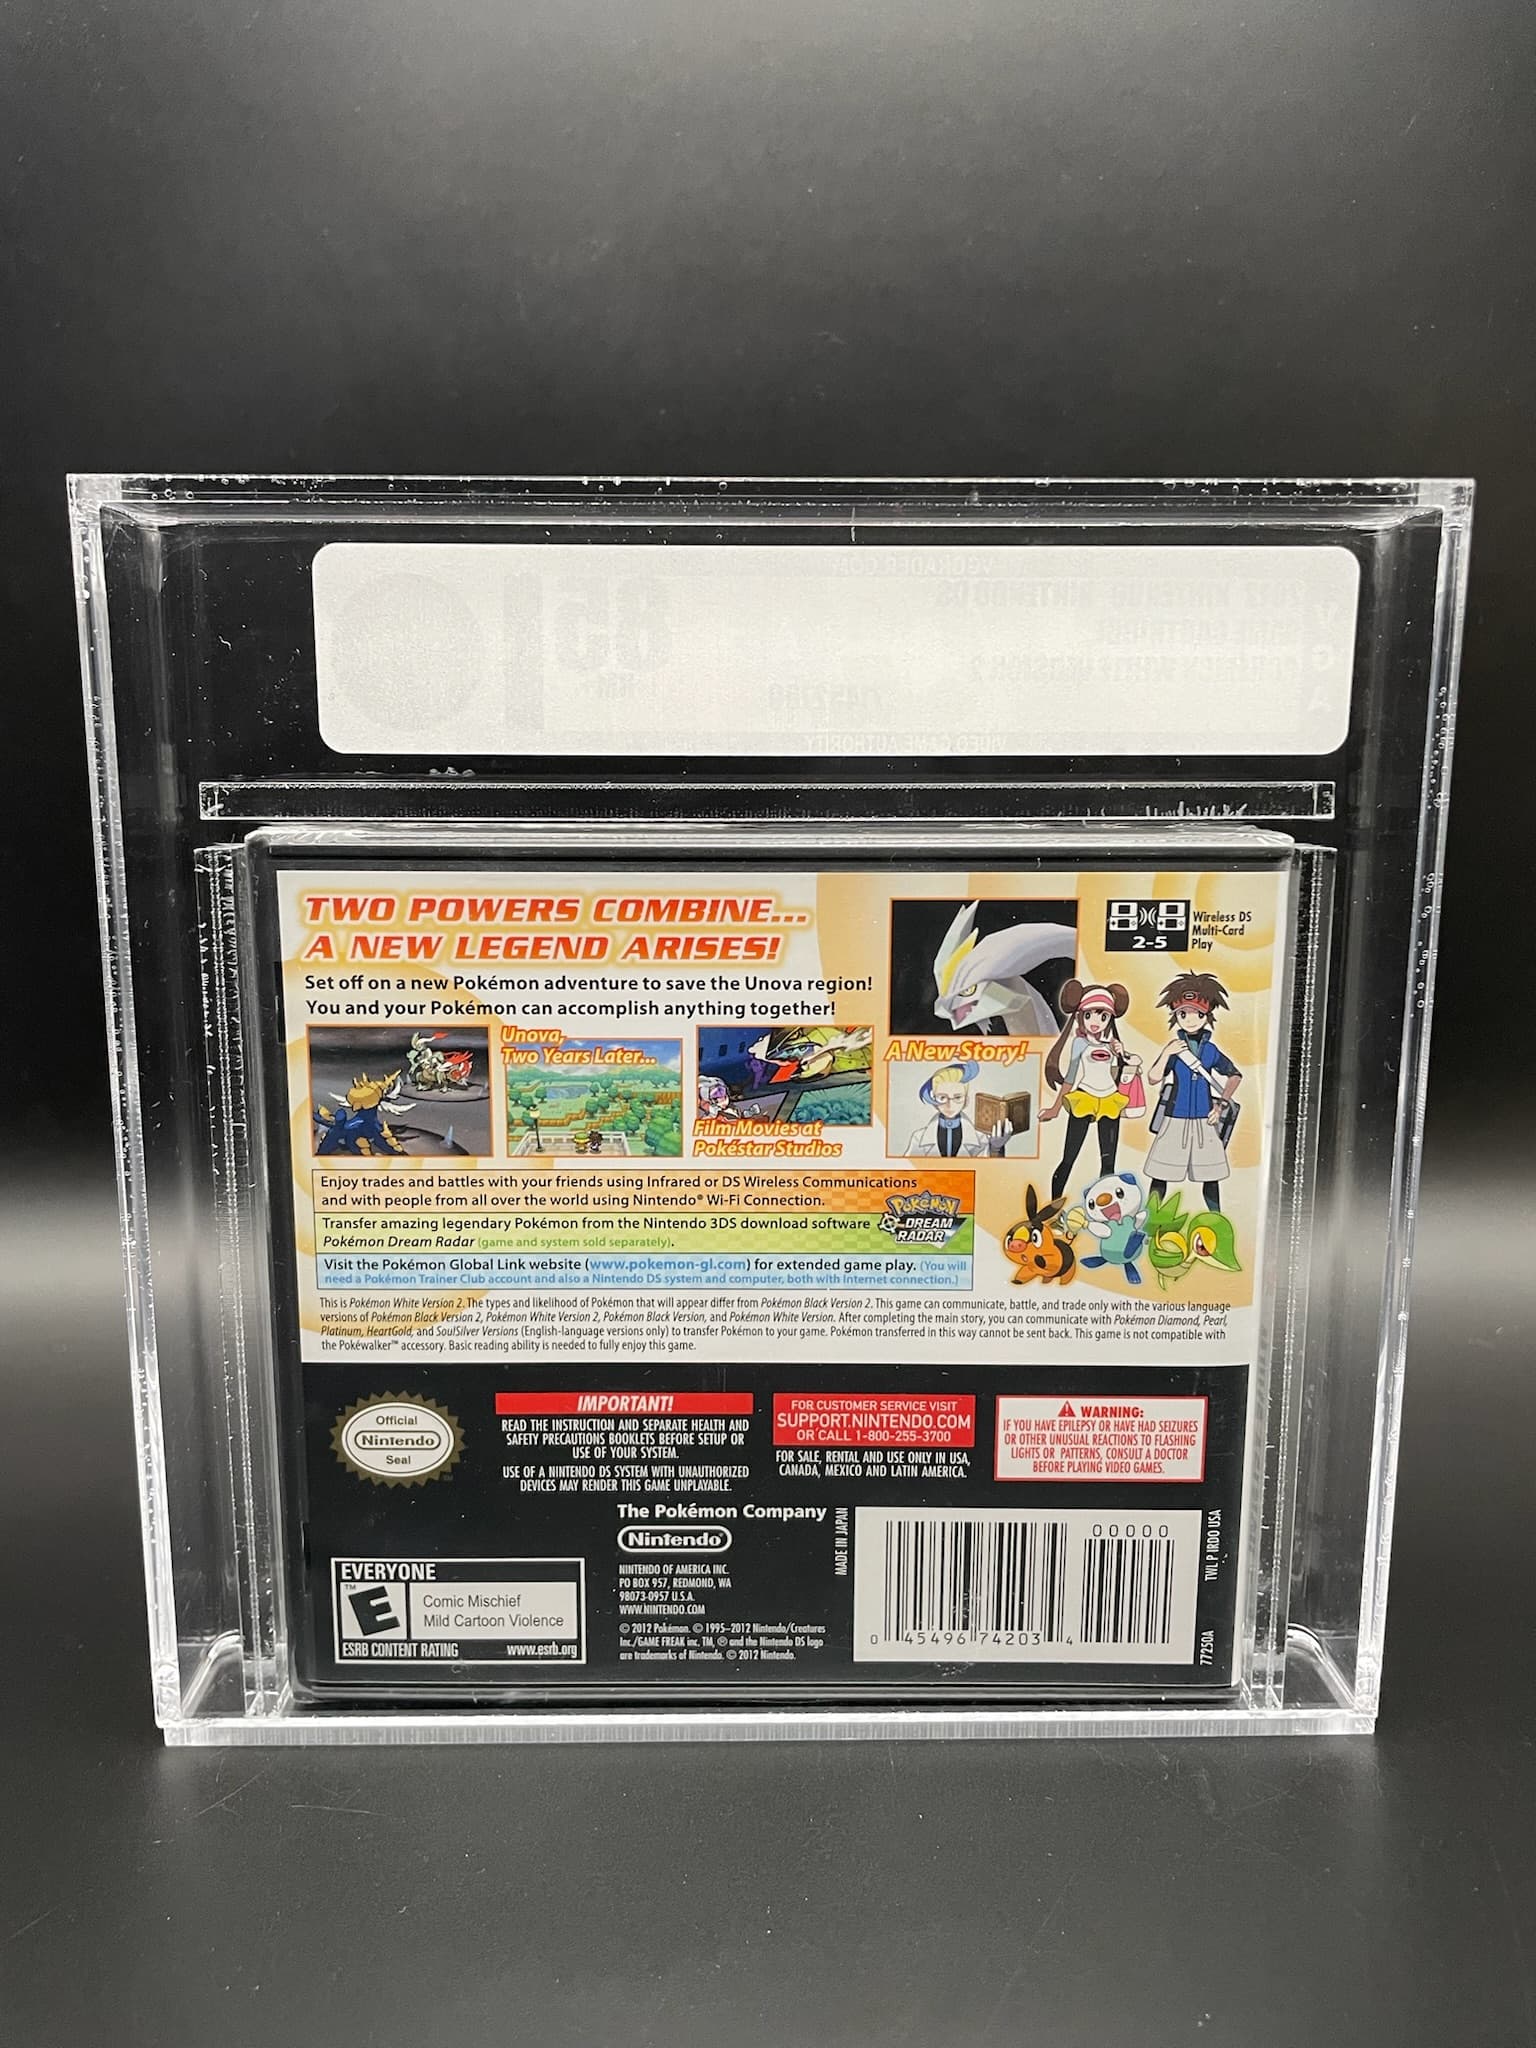 TWO POWERS COMBINE...
A NEW LEGEND ARISES!
Set off on a new Pokémon adventure to save the Unova region!
You and your Pokémon can accomplish anything together!
2-5
Wireless DS
Multi-Card
Play
Unova,
Two Years Later...
Film Movies at
Pokéstar Studios
A New Story!
Enjoy trades and battles with your friends using Infrared or DS Wireless Communications
and with people from all over the world using Nintendo® Wi-Fi Connection.
Transfer amazing legendary Pokémon from the Nintendo 3DS download software
Pokémon Dream Radar (game and system sold separately).
POKéMON
DREAM
RADAR
Visit the Pokémon Global Link website (www.pokemon-gl.com) for extended game play. (You will
need a Pokémon Trainer Club account and also a Nintendo DS system and computer, both with Internet connection.)
This is Pokémon White Version 2. The types and likelihood of Pokémon that will appear differ from Pokémon Black Version 2. This game can communicate, battle, and trade only with the various language
versions of Pokémon Black Version 2, Pokémon White Version 2, Pokémon Black Version, and Pokémon White Version. After completing the main story, you can communicate with Pokémon Diamond, Pearl,
Platinum, HeartGold, and SoulSilver Versions (English-language versions only) to transfer Pokémon to your game. Pokémon transferred in this way cannot be sent back. This game is not compatible with
the Pokéwalker™ accessory. Basic reading ability is needed to fully enjoy this game.
Official
Nintendo
Seal
IMPORTANT!
READ THE INSTRUCTION AND SEPARATE HEALTH AND
SAFETY PRECAUTIONS BOOKLETS BEFORE SETUP OR
USE OF YOUR SYSTEM.
USE OF A NINTENDO DS SYSTEM WITH UNAUTHORIZED
DEVICES MAY RENDER THIS GAME UNPLAYABLE.
FOR CUSTOMER SERVICE VISIT
SUPPORT.NINTENDO.COM
OR CALL 1-800-255-3700
FOR SALE, RENTAL AND USE ONLY IN USA,
CANADA, MEXICO AND LATIN AMERICA.
WARNING:
IF YOU HAVE EPILEPSY OR HAVE HAD SEIZURES
OR OTHER UNUSUAL REACTIONS TO FLASHING
LIGHTS OR PATTERNS, CONSULT A DOCTOR
BEFORE PLAYING VIDEO GAMES.
EVERYONE
E™
Comic Mischief
Mild Cartoon Violence
ESRB CONTENT RATING www.esrb.org
The Pokémon Company
Nintendo®
NINTENDO OF AMERICA INC.
PO BOX 957, REDMOND, WA
98073-0957 U.S.A.
WWW.NINTENDO.COM
© 2012 Pokémon. © 1995–2012 Nintendo/Creatures
Inc./GAME FREAK inc. TM, ® and the Nintendo DS logo
are trademarks of Nintendo. © 2012 Nintendo.
MADE IN JAPAN
00000
0 45496 74203 4
TWL P IRDO USA
77250A